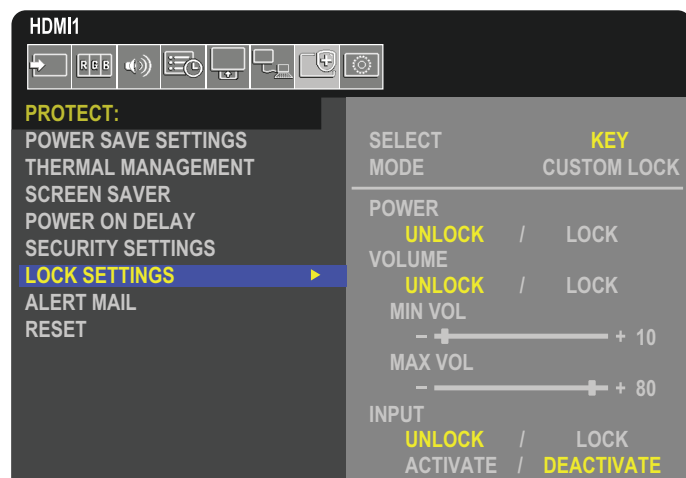 HDMI1
RGB
PROTECT:
POWER SAVE SETTINGS
THERMAL MANAGEMENT
SCREEN SAVER
POWER ON DELAY
SECURITY SETTINGS
LOCK SETTINGS
ALERT MAIL
RESET
SELECT KEY
MODE CUSTOM LOCK
POWER
UNLOCK / LOCK
VOLUME
UNLOCK / LOCK
MIN VOL
– + 10
MAX VOL
– + 80
INPUT
UNLOCK / LOCK
ACTIVATE / DEACTIVATE